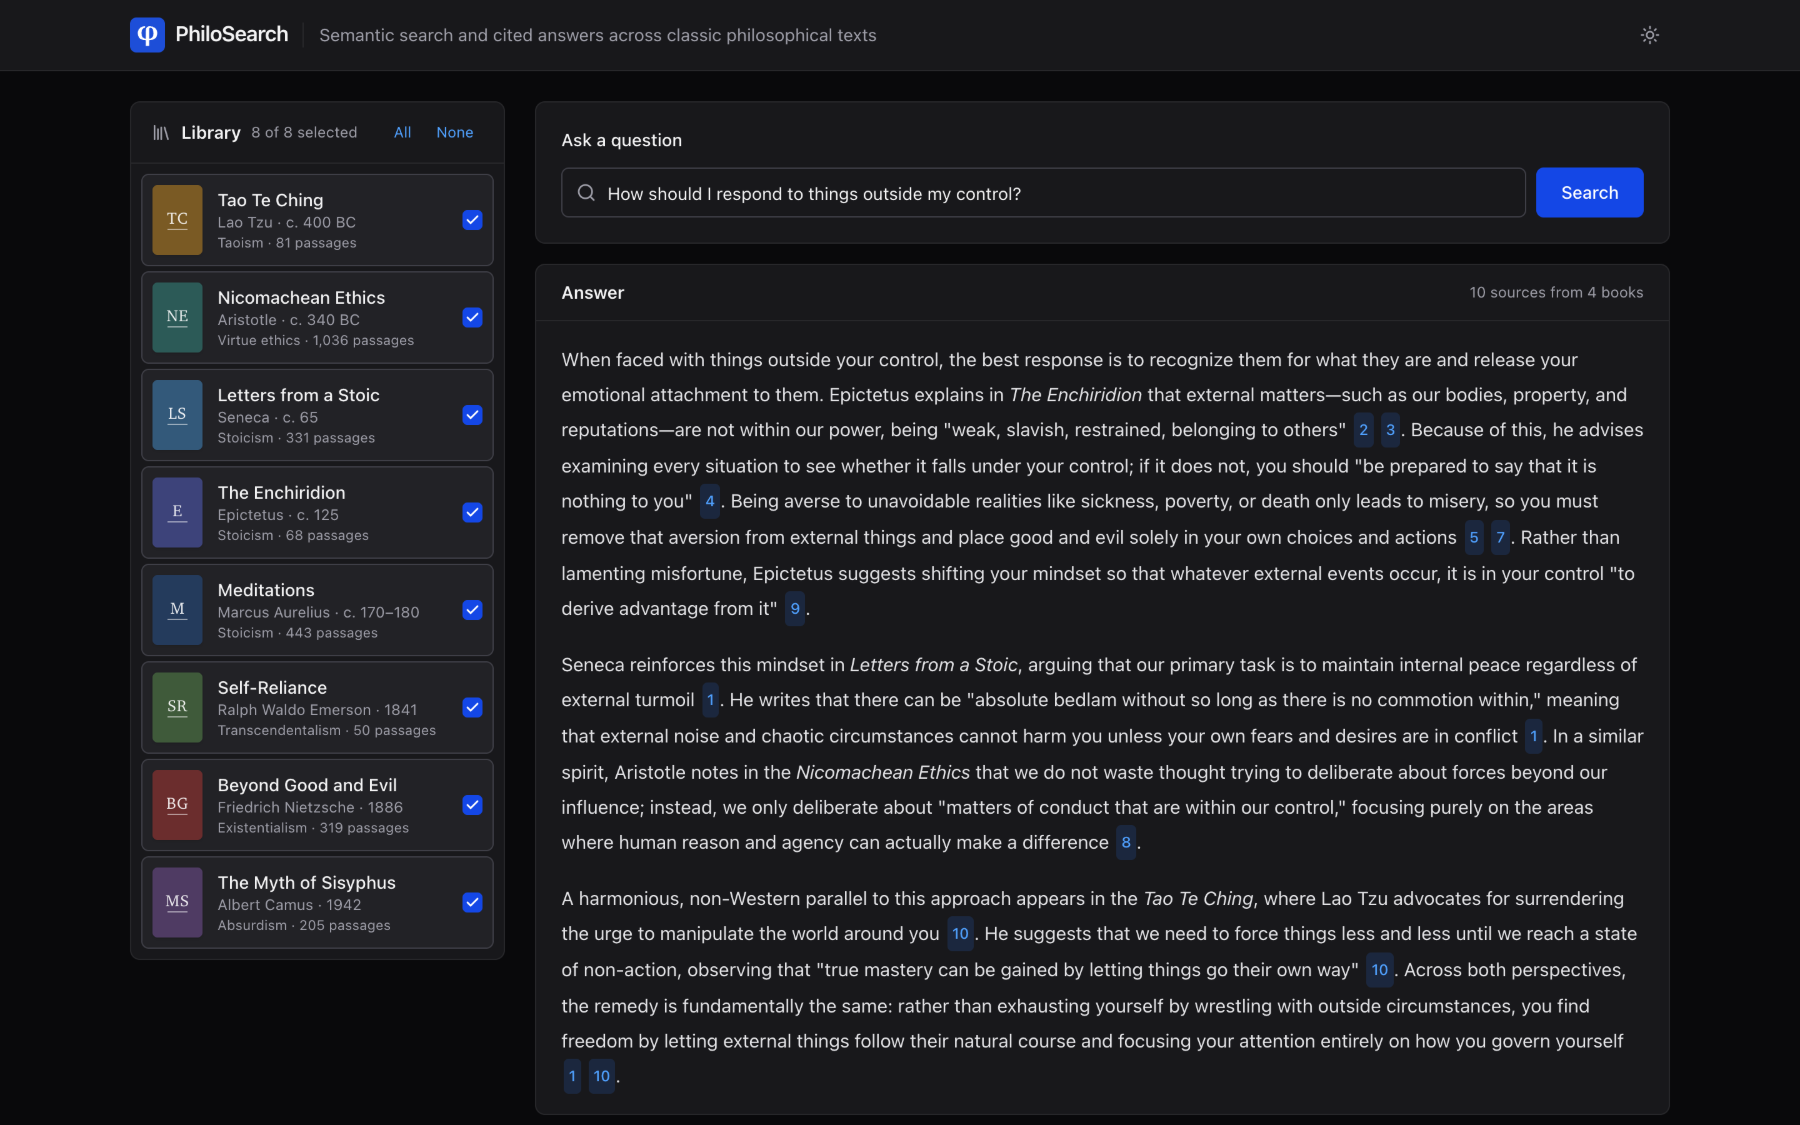 φ PhiloSearch Semantic search and cited answers across classic philosophical texts
Library 8 of 8 selected All None
TC
Tao Te Ching
Lao Tzu · c. 400 BC
Taoism · 81 passages
NE
Nicomachean Ethics
Aristotle · c. 340 BC
Virtue ethics · 1,036 passages
LS
Letters from a Stoic
Seneca · c. 65
Stoicism · 331 passages
E
The Enchiridion
Epictetus · c. 125
Stoicism · 68 passages
M
Meditations
Marcus Aurelius · c. 170–180
Stoicism · 443 passages
SR
Self-Reliance
Ralph Waldo Emerson · 1841
Transcendentalism · 50 passages
BG
Beyond Good and Evil
Friedrich Nietzsche · 1886
Existentialism · 319 passages
MS
The Myth of Sisyphus
Albert Camus · 1942
Absurdism · 205 passages
Ask a question
How should I respond to things outside my control? Search
Answer 10 sources from 4 books
When faced with things outside your control, the best response is to recognize them for what they are and release your
emotional attachment to them. Epictetus explains in The Enchiridion that external matters—such as our bodies, property, and
reputations—are not within our power, being "weak, slavish, restrained, belonging to others" 2 3. Because of this, he advises
examining every situation to see whether it falls under your control; if it does not, you should "be prepared to say that it is
nothing to you" 4. Being averse to unavoidable realities like sickness, poverty, or death only leads to misery, so you must
remove that aversion from external things and place good and evil solely in your own choices and actions 5 7. Rather than
lamenting misfortune, Epictetus suggests shifting your mindset so that whatever external events occur, it is in your control "to
derive advantage from it" 9.
Seneca reinforces this mindset in Letters from a Stoic, arguing that our primary task is to maintain internal peace regardless of
external turmoil 1. He writes that there can be "absolute bedlam without so long as there is no commotion within," meaning
that external noise and chaotic circumstances cannot harm you unless your own fears and desires are in conflict 1. In a similar
spirit, Aristotle notes in the Nicomachean Ethics that we do not waste thought trying to deliberate about forces beyond our
influence; instead, we only deliberate about "matters of conduct that are within our control," focusing purely on the areas
where human reason and agency can actually make a difference 8.
A harmonious, non-Western parallel to this approach appears in the Tao Te Ching, where Lao Tzu advocates for surrendering
the urge to manipulate the world around you 10. He suggests that we need to force things less and less until we reach a state
of non-action, observing that "true mastery can be gained by letting things go their own way" 10. Across both perspectives,
the remedy is fundamentally the same: rather than exhausting yourself by wrestling with outside circumstances, you find
freedom by letting external things follow their natural course and focusing your attention entirely on how you govern yourself
1 10.